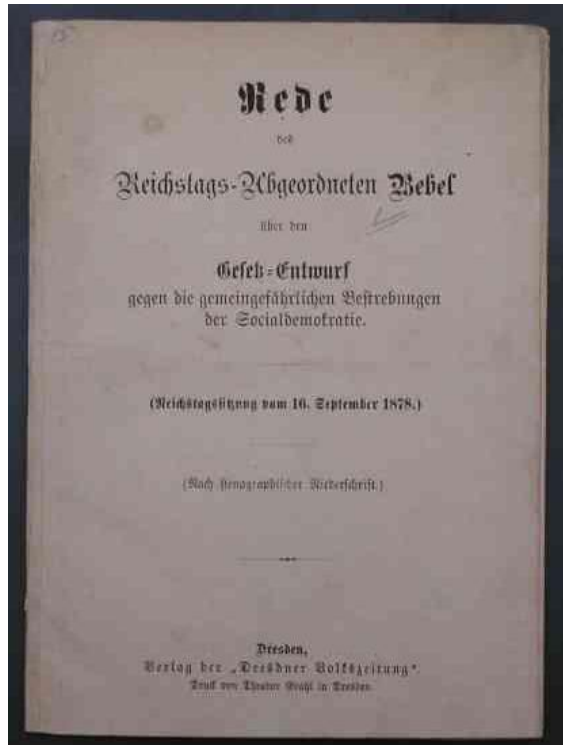 Rede
des
Reichstags-Abgeordneten Bebel
über den
Gesetz-Entwurf
gegen die gemeingefährlichen Bestrebungen
der Socialdemokratie.
(Reichstagssitzung vom 16. September 1878.)
(Nach stenographischer Niederschrift.)
Dresden,
Verlag der „Dresdner Volkszeitung".
Druck von Theodor Grahl in Dresden.